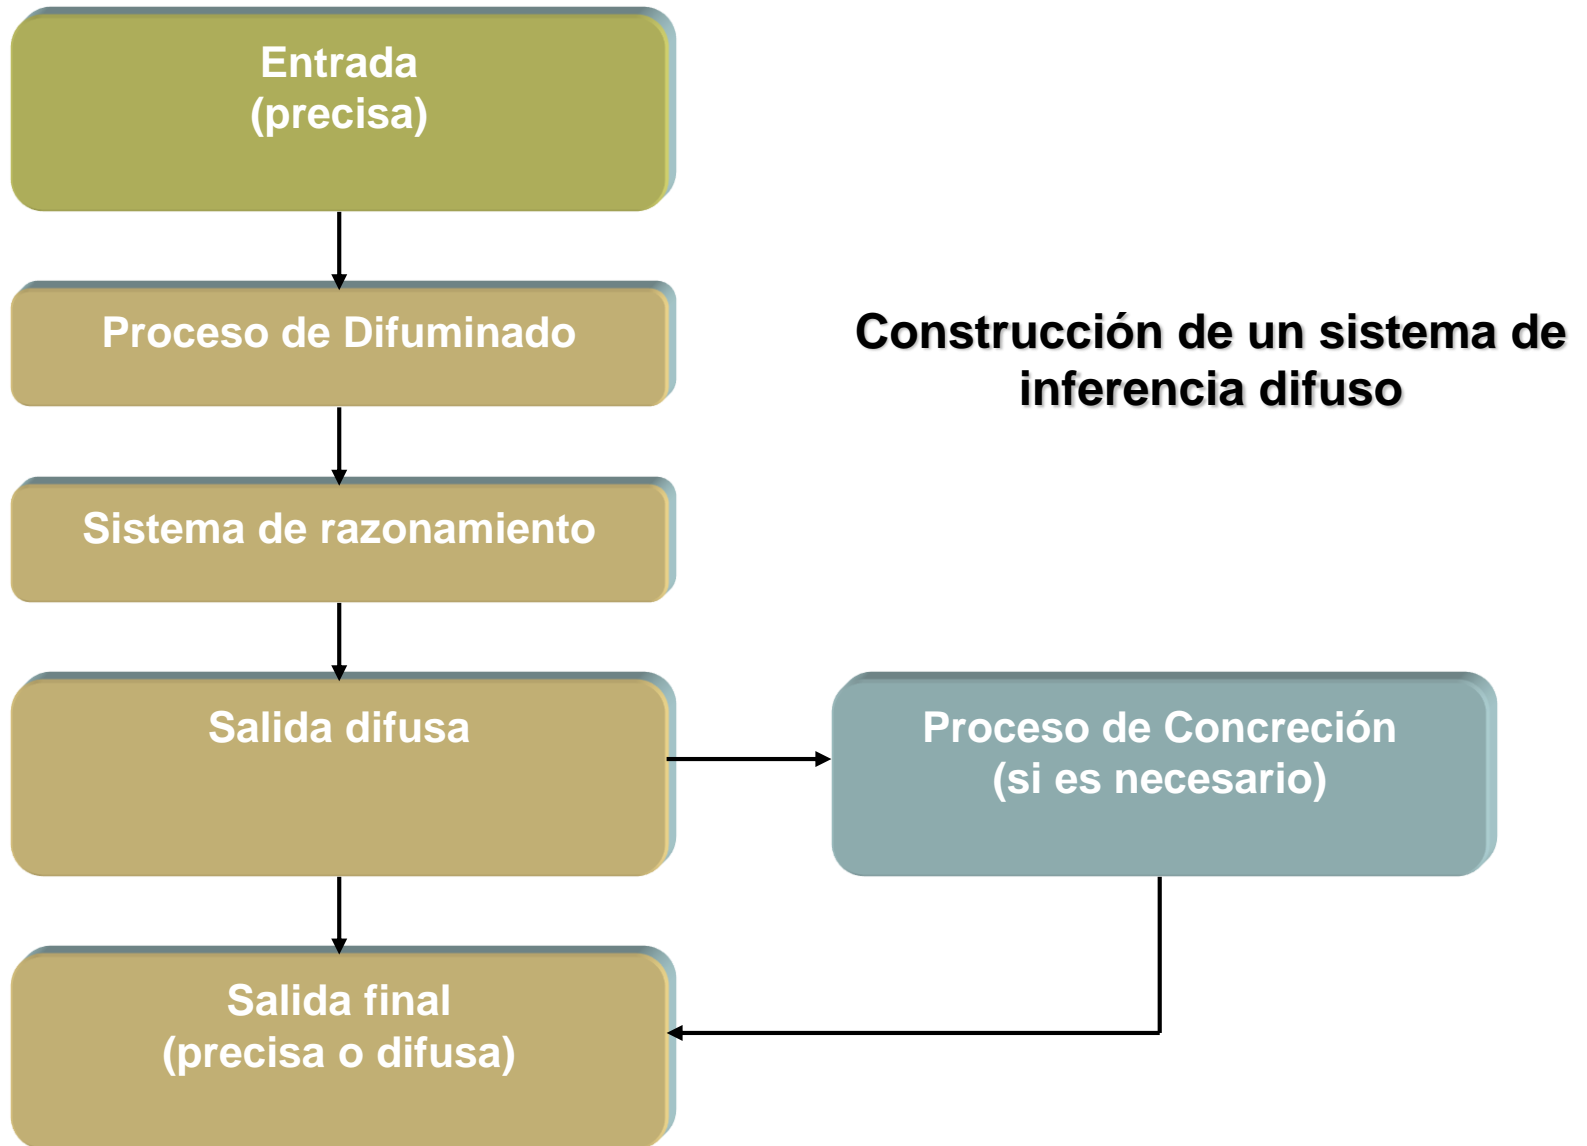 Entrada
(precisa)
Proceso de Difuminado
Construcción de un sistema de
inferencia difuso
Sistema de razonamiento
Salida difusa
Proceso de Concreción
(si es necesario)
Salida final
(precisa o difusa)